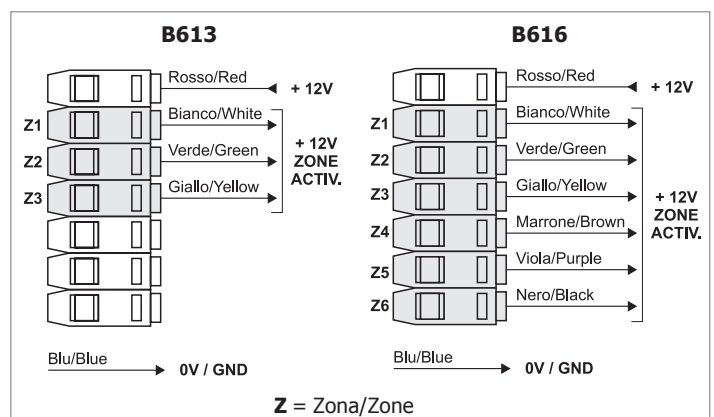 B613
Rosso/Red
+ 12V
Z1
Bianco/White
Z2
Verde/Green
Z3
Giallo/Yellow
+ 12V
ZONE
ACTIV.
Blu/Blue
0V / GND
B616
Rosso/Red
+ 12V
Z1
Bianco/White
Z2
Verde/Green
Z3
Giallo/Yellow
Z4
Marrone/Brown
Z5
Viola/Purple
Z6
Nero/Black
+ 12V
ZONE
ACTIV.
Blu/Blue
0V / GND
Z = Zona/Zone